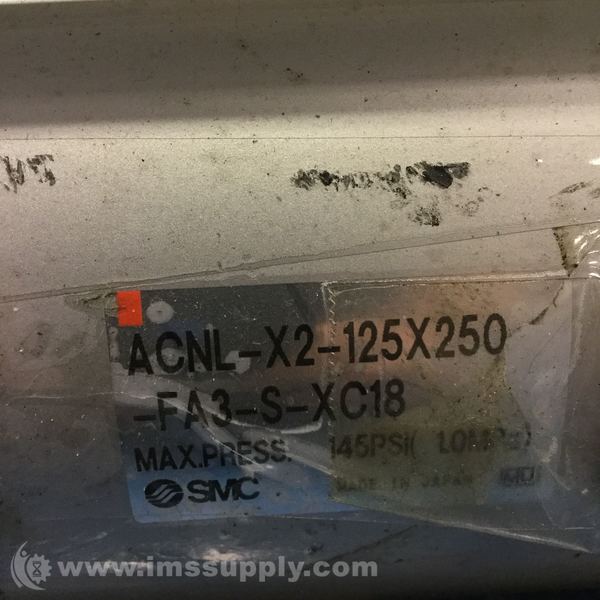 ACNL-X2-125X250
-FA3-S-XC18
MAX.PRESS. 145PSi( 1.0MPa)
SMC MADE IN JAPAN
www.imssupply.com